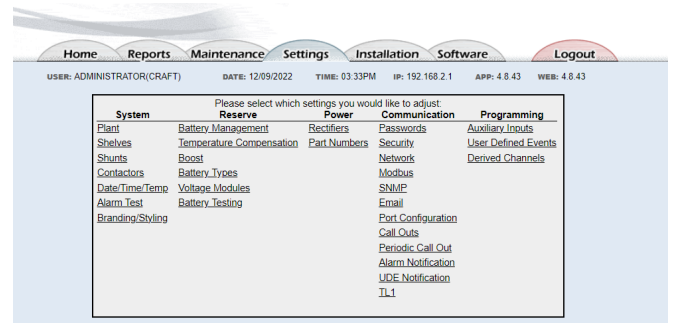 Home Reports Maintenance Settings Installation Software Logout
USER: ADMINISTRATOR(CRAFT) DATE: 12/09/2022 TIME: 03:33PM IP: 192.168.2.1 APP: 4.8.43 WEB: 4.8.43
Please select which settings you would like to adjust:
System Reserve Power Communication Programming
Plant Battery Management Rectifiers Passwords Auxiliary Inputs
Shelves Temperature Compensation Part Numbers Security User Defined Events
Shunts Boost Network Derived Channels
Contactors Battery Types Modbus
Date/Time/Temp Voltage Modules SNMP
Alarm Test Battery Testing Email
Branding/Styling Port Configuration
Call Outs
Periodic Call Out
Alarm Notification
UDE Notification
TL1